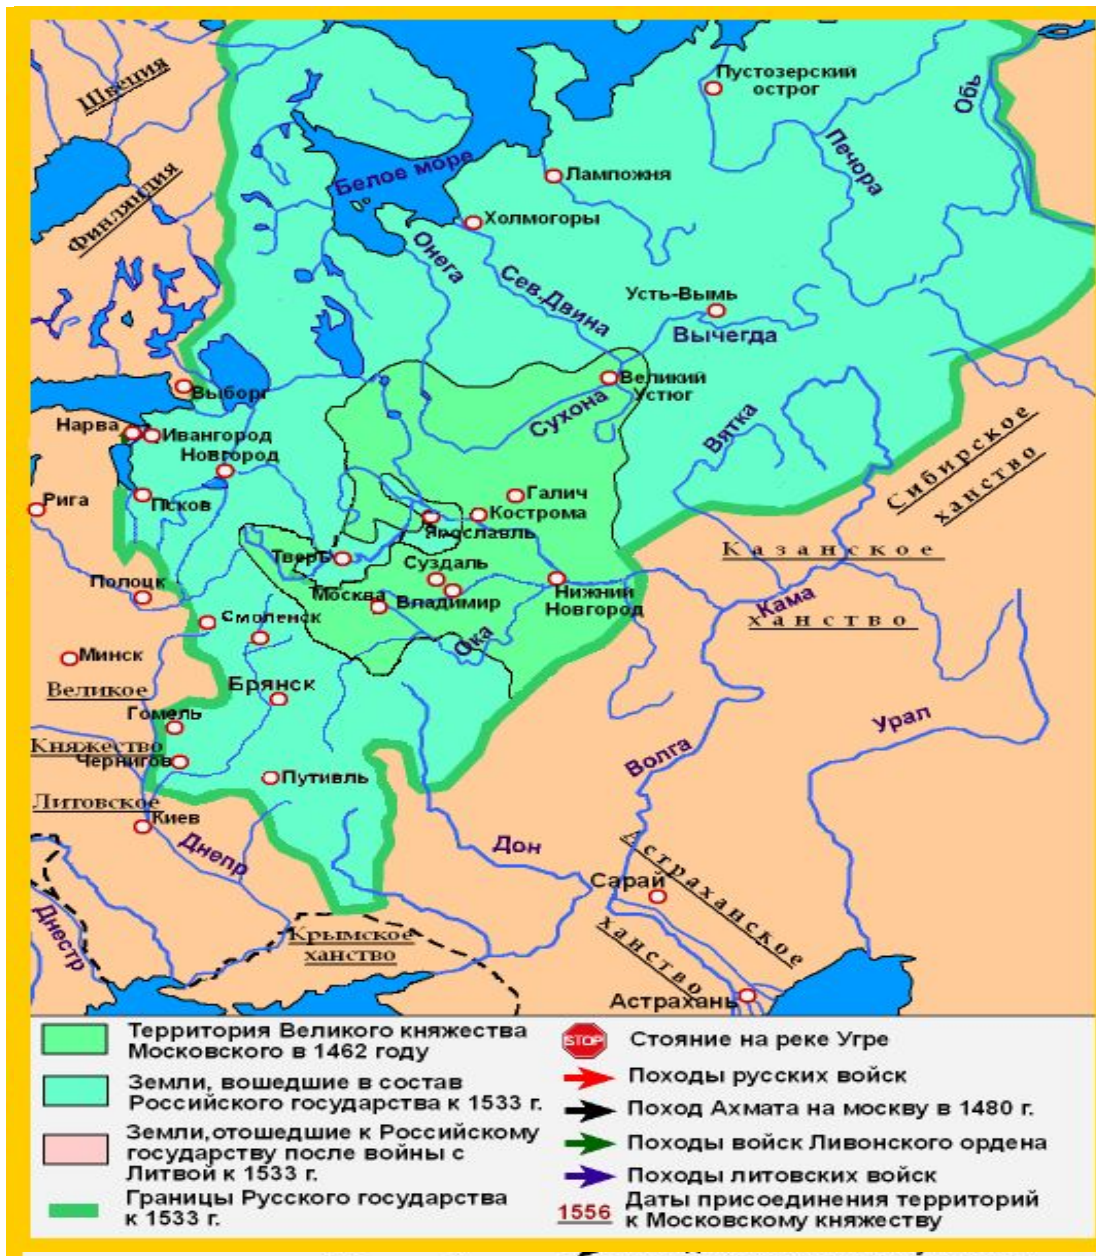 Швеция
Финляндия
Белое море
Пустозерский
острог
Обь
Печора
Лампожня
Холмогоры
Онега
Сев.Двина
Усть-Вымь
Вычегда
Великий
Устюг
Сухона
Вятка
Выборг
Нарва
Ивангород
Новгород
Рига
Псков
Галич
Кострома
Ярославль
Сибирское
ханство
Тверь
Суздаль
Москва
Владимир
Нижний
Новгород
Ока
Казанское
ханство
Кама
Полоцк
Смоленск
Минск
Великое
Брянск
Гомель
Княжество
Чернигов
Путивль
Литовское
Киев
Днепр
Днестр
Дон
Волга
Урал
Сарай
Астраханское
ханство
Крымское
ханство
Астрахань
Территория Великого княжества
Московского в 1462 году
Земли, вошедшие в состав
Российского государства к 1533 г.
Земли,отошедшие к Российскому
государству после войны с
Литвой к 1533 г.
Границы Русского государства
к 1533 г.
STOP Стояние на реке Угре
Походы русских войск
Поход Ахмата на москву в 1480 г.
Походы войск Ливонского ордена
Походы литовских войск
1556 Даты присоединения территорий
к Московскому княжеству